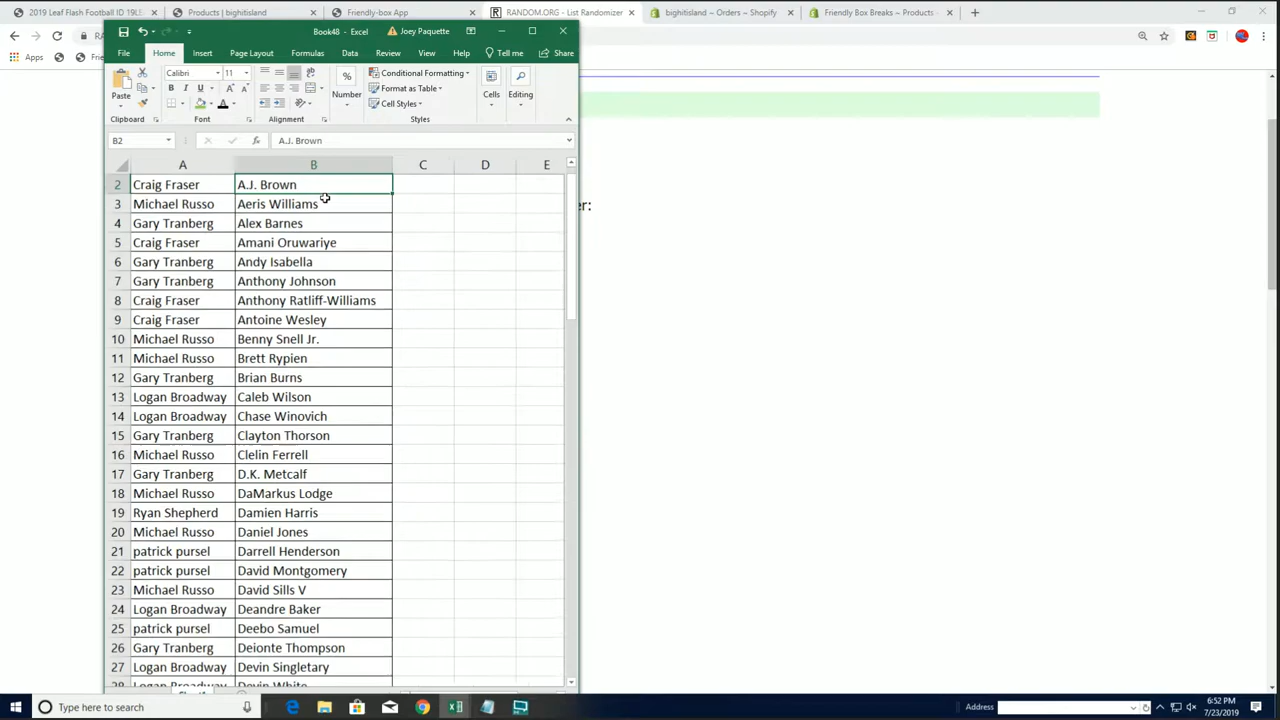 2019 Leaf Flash Football ID 19LE
Products | bighitisland
Friendly-box App
RANDOM.ORG - List Randomizer
bighitisland ~ Orders ~ Shopify
Friendly Box Breaks ~ Products
Apps
Book48 - Excel
Joey Paquette
File Home Insert Page Layout Formulas Data Review View Help Tell me Share
Calibri 11
Paste
B I U
Number
Conditional Formatting
Format as Table
Cell Styles
Cells
Editing
Clipboard Font Alignment Styles
B2 A.J. Brown
A B C D E
2 Craig Fraser A.J. Brown
3 Michael Russo Aeris Williams
er:
4 Gary Tranberg Alex Barnes
5 Craig Fraser Amani Oruwariye
6 Gary Tranberg Andy Isabella
7 Gary Tranberg Anthony Johnson
8 Craig Fraser Anthony Ratliff-Williams
9 Craig Fraser Antoine Wesley
10 Michael Russo Benny Snell Jr.
11 Michael Russo Brett Rypien
12 Gary Tranberg Brian Burns
13 Logan Broadway Caleb Wilson
14 Logan Broadway Chase Winovich
15 Gary Tranberg Clayton Thorson
16 Michael Russo Clelin Ferrell
17 Gary Tranberg D.K. Metcalf
18 Michael Russo DaMarkus Lodge
19 Ryan Shepherd Damien Harris
20 Michael Russo Daniel Jones
21 patrick pursel Darrell Henderson
22 patrick pursel David Montgomery
23 Michael Russo David Sills V
24 Logan Broadway Deandre Baker
25 patrick pursel Deebo Samuel
26 Gary Tranberg Deionte Thompson
27 Logan Broadway Devin Singletary
28 Logan Broadway Devin White
Type here to search
Address
6:52 PM
7/23/2019